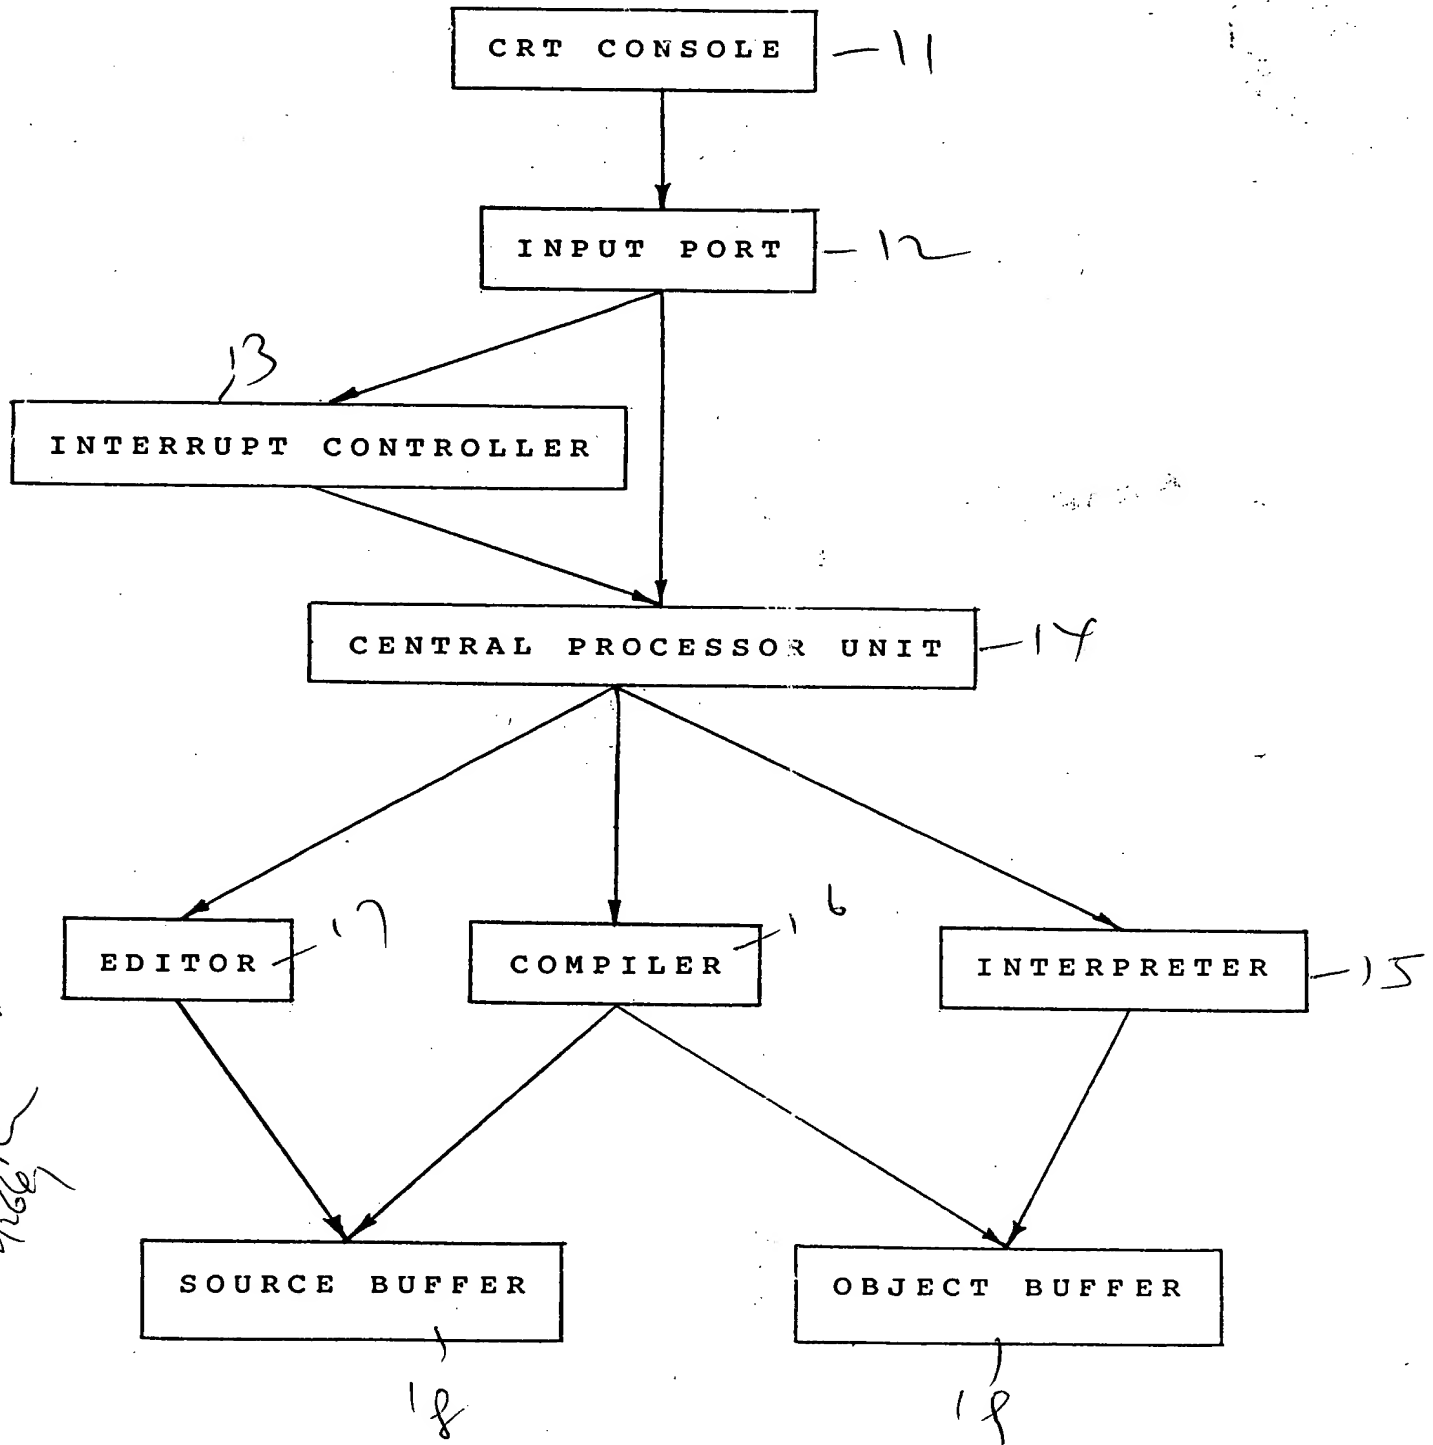 CRT CONSOLE 11
INPUT PORT 12
13
INTERRUPT CONTROLLER
CENTRAL PROCESSOR UNIT 14
EDITOR 17
COMPILER 16
INTERPRETER 15
SOURCE BUFFER
OBJECT BUFFER
18
19